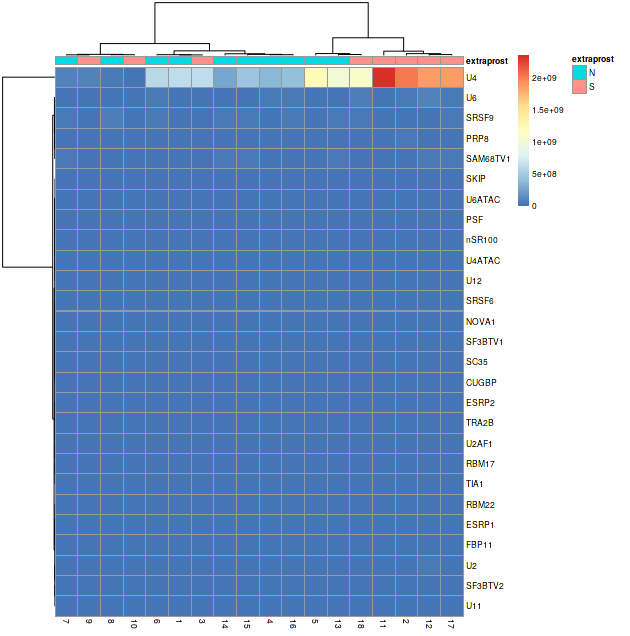 extraprost
extraprost
N
S
2e+09
1.5e+09
1e+09
5e+08
0
U4
U6
SRSF9
PRP8
SAM68TV1
SKIP
U6ATAC
PSF
nSR100
U4ATAC
U12
SRSF6
NOVA1
SF3BTV1
SC35
CUGBP
ESRP2
TRA2B
U2AF1
RBM17
TIA1
RBM22
ESRP1
FBP11
U2
SF3BTV2
U11
7 9 8 10 6 1 3 14 15 4 16 5 13 18 11 2 12 17